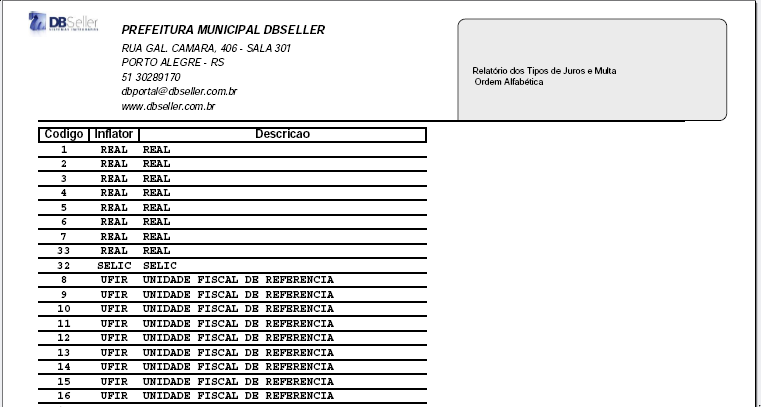 DBSeller
SISTEMAS INTEGRADOS
PREFEITURA MUNICIPAL DBSELLER
RUA GAL. CAMARA, 406 - SALA 301
PORTO ALEGRE - RS
51 30289170
dbportal@dbseller.com.br
www.dbseller.com.br
Relatório dos Tipos de Juros e Multa
Ordem Alfabética
Codigo Inflator Descricao
1 REAL REAL
2 REAL REAL
3 REAL REAL
4 REAL REAL
5 REAL REAL
6 REAL REAL
7 REAL REAL
33 REAL REAL
32 SELIC SELIC
8 UFIR UNIDADE FISCAL DE REFERENCIA
9 UFIR UNIDADE FISCAL DE REFERENCIA
10 UFIR UNIDADE FISCAL DE REFERENCIA
11 UFIR UNIDADE FISCAL DE REFERENCIA
12 UFIR UNIDADE FISCAL DE REFERENCIA
13 UFIR UNIDADE FISCAL DE REFERENCIA
14 UFIR UNIDADE FISCAL DE REFERENCIA
15 UFIR UNIDADE FISCAL DE REFERENCIA
16 UFIR UNIDADE FISCAL DE REFERENCIA